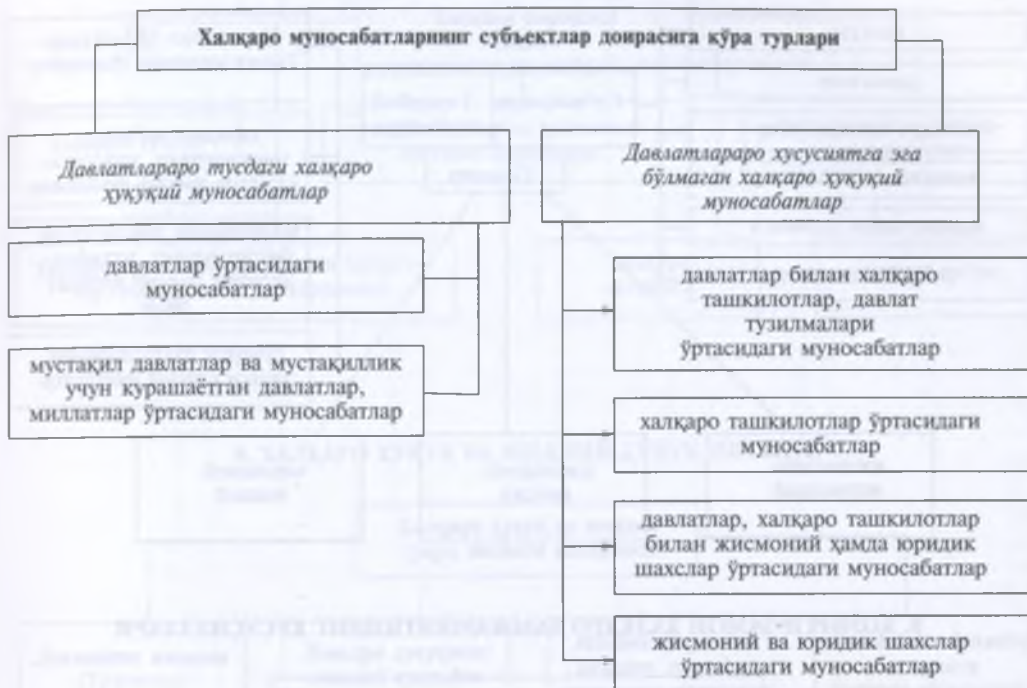 Халқаро муносабатларнинг субъектлар доирасига кўра турлари
Давлатлараро тусдаги халқаро
ҳуқуқий муносабатлар
давлатлар ўртасидаги
муносабатлар
мустақил давлатлар ва мустақиллик
учун курашаётган давлатлар,
миллатлар ўртасидаги муносабатлар
Давлатлараро хусусиятга эга
бўлмаган халқаро ҳуқуқий
муносабатлар
давлатлар билан халқаро
ташкилотлар, давлат
тузилмалари
ўртасидаги муносабатлар
халқаро ташкилотлар ўртасидаги
муносабатлар
давлатлар, халқаро ташкилотлар
билан жисмоний ҳамда юридик
шахслар ўртасидаги муносабатлар
жисмоний ва юридик шахслар
ўртасидаги муносабатлар